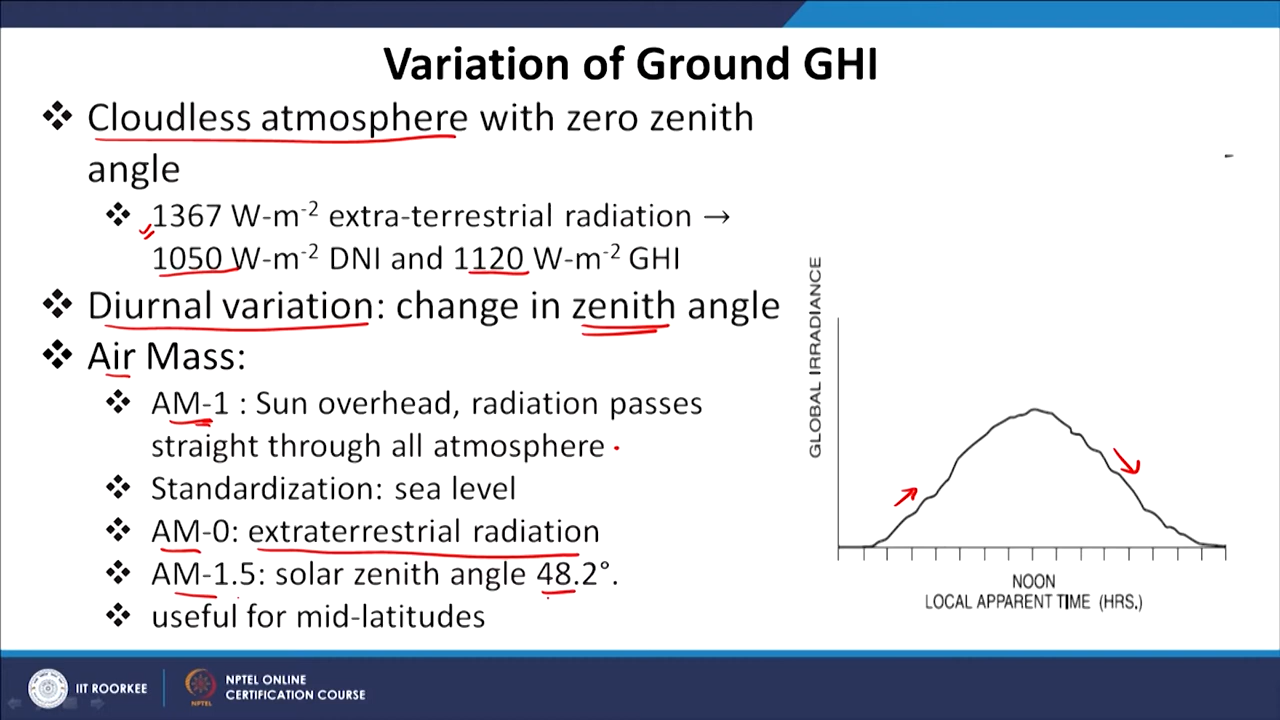 Variation of Ground GHI
❖ Cloudless atmosphere with zero zenith
angle
❖ 1367 W-m-2 extra-terrestrial radiation →
1050 W-m-2 DNI and 1120 W-m-2 GHI
❖ Diurnal variation: change in zenith angle
❖ Air Mass:
❖ AM-1 : Sun overhead, radiation passes
straight through all atmosphere
❖ Standardization: sea level
❖ AM-0: extraterrestrial radiation
❖ AM-1.5: solar zenith angle 48.2°.
❖ useful for mid-latitudes
GLOBAL IRRADIANCE
NOON
LOCAL APPARENT TIME (HRS.)
IIT ROORKEE
NPTEL
NPTEL ONLINE
CERTIFICATION COURSE